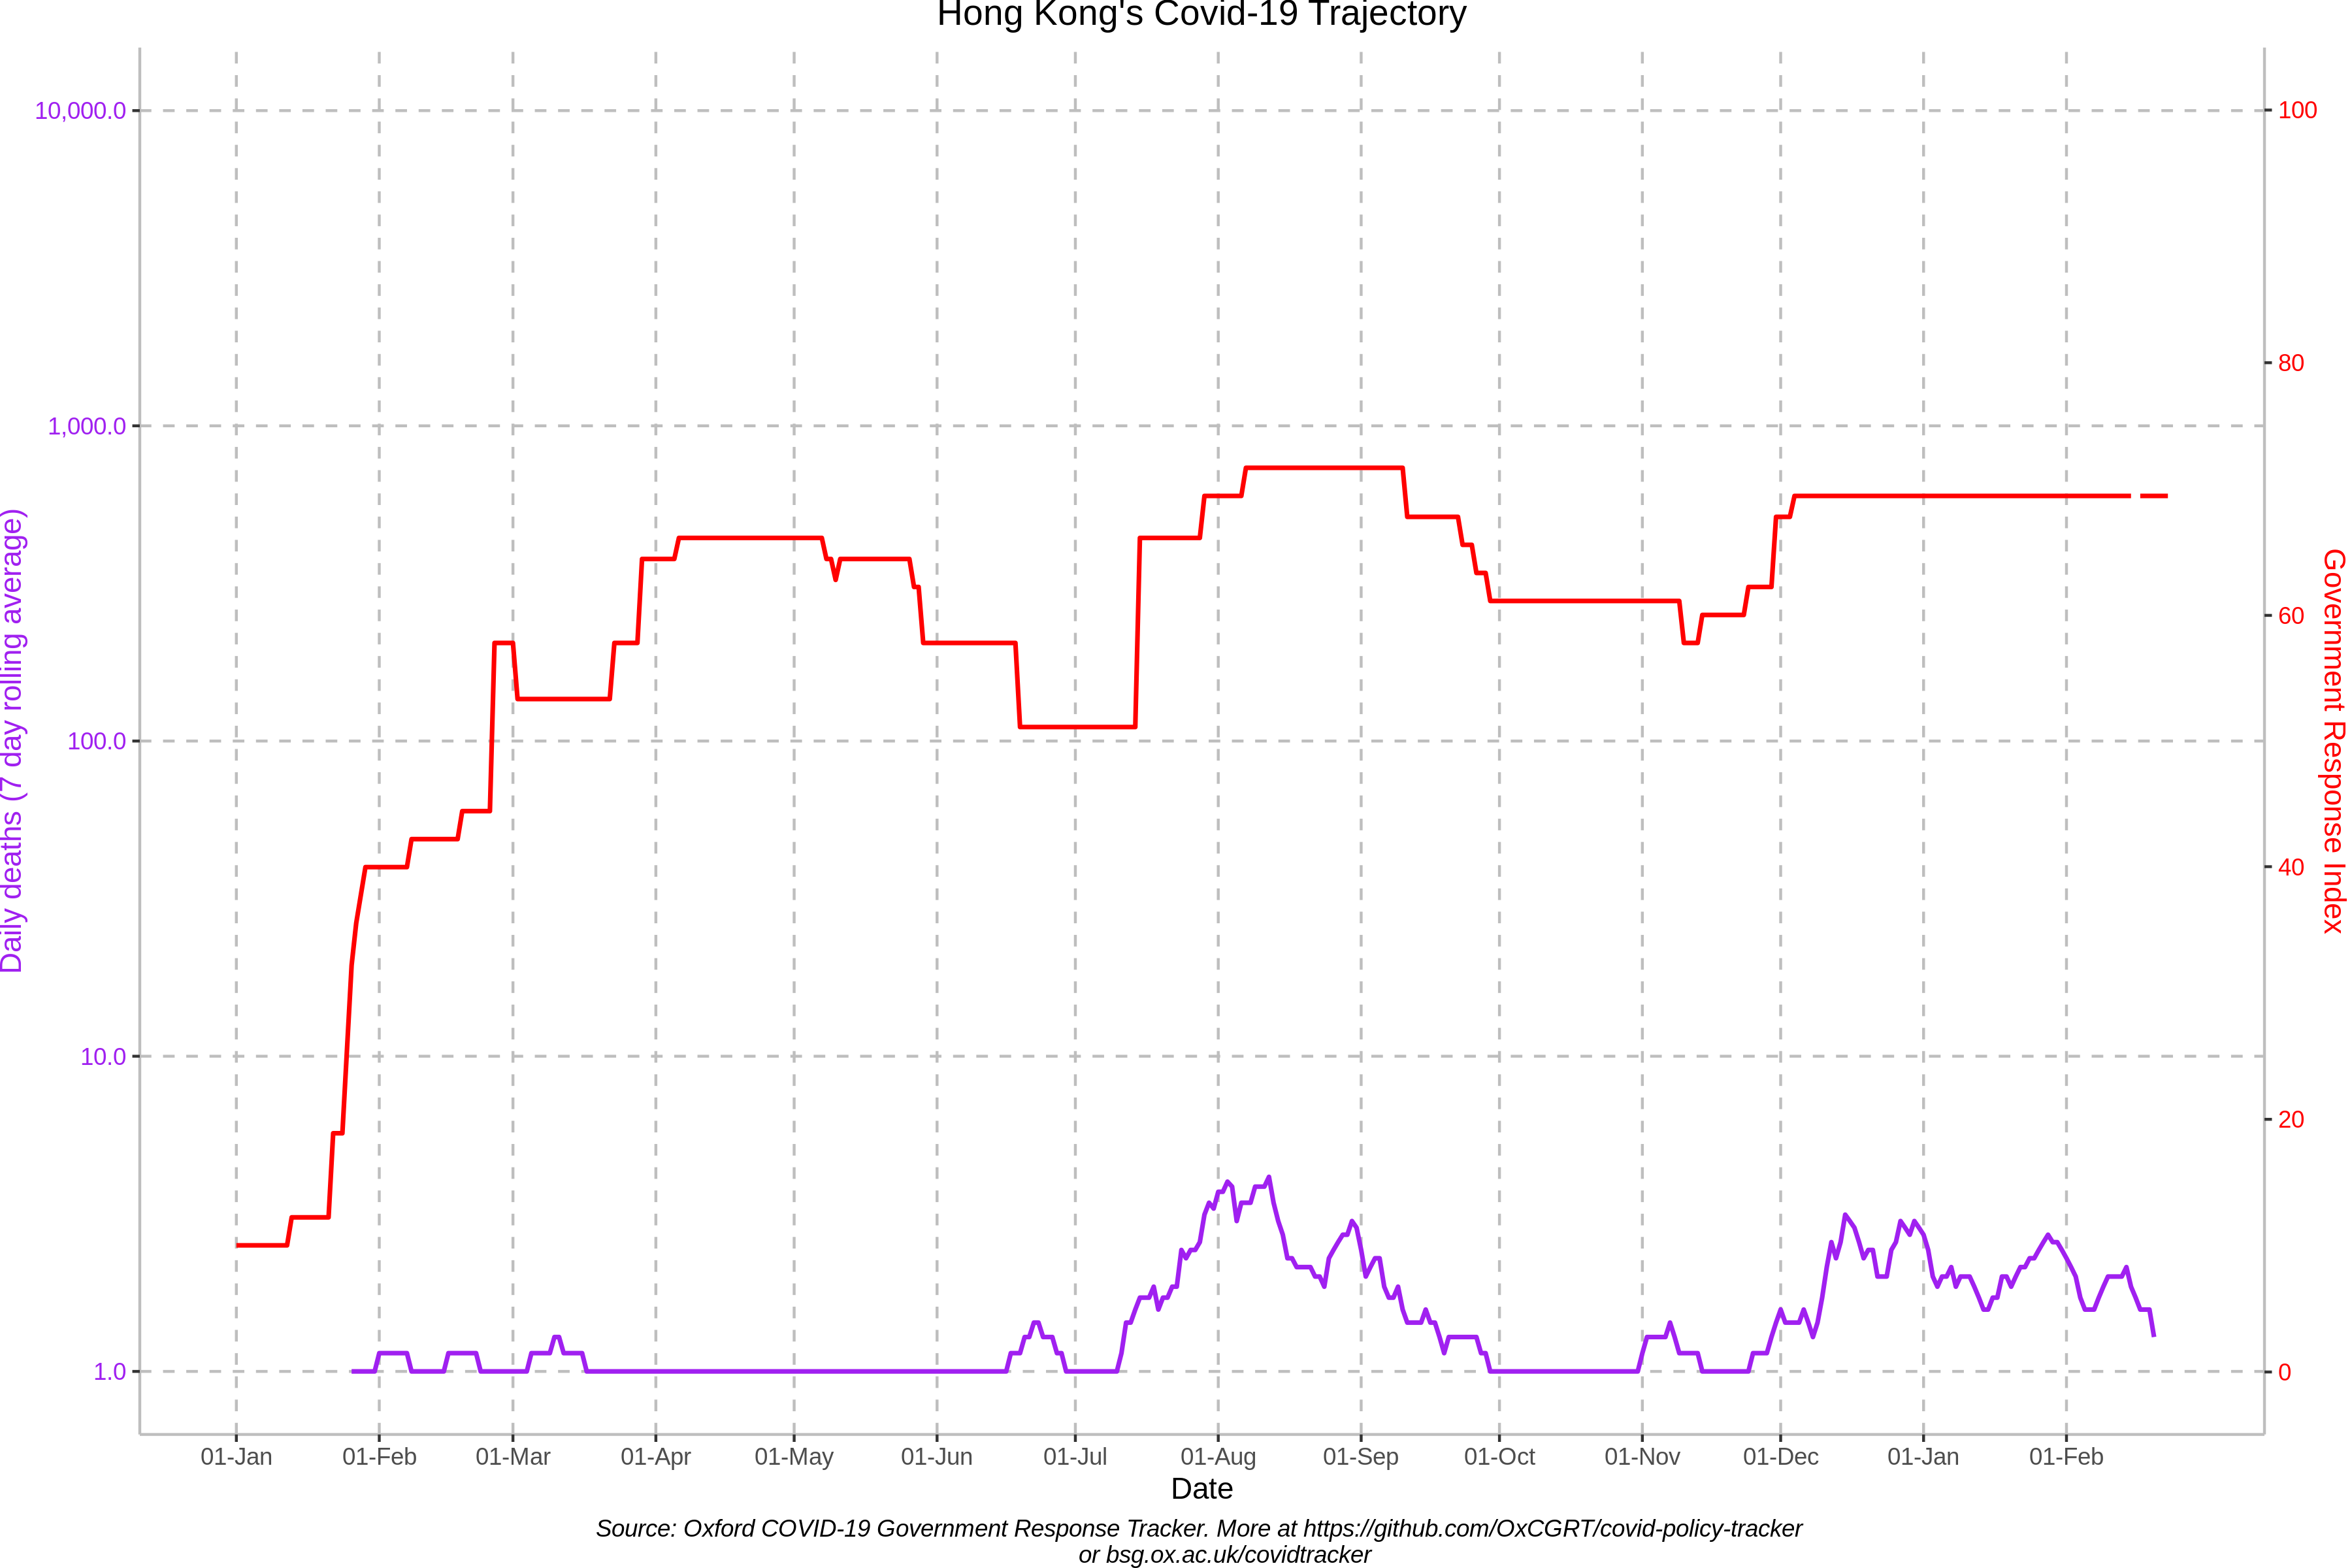 Hong Kong's Covid-19 Trajectory
10,000.0
1,000.0
100.0
10.0
1.0
Daily deaths (7 day rolling average)
100
80
60
40
20
0
Government Response Index
01-Jan 01-Feb 01-Mar 01-Apr 01-May 01-Jun 01-Jul 01-Aug 01-Sep 01-Oct 01-Nov 01-Dec 01-Jan 01-Feb
Date
Source: Oxford COVID-19 Government Response Tracker. More at https://github.com/OxCGRT/covid-policy-tracker
or bsg.ox.ac.uk/covidtracker